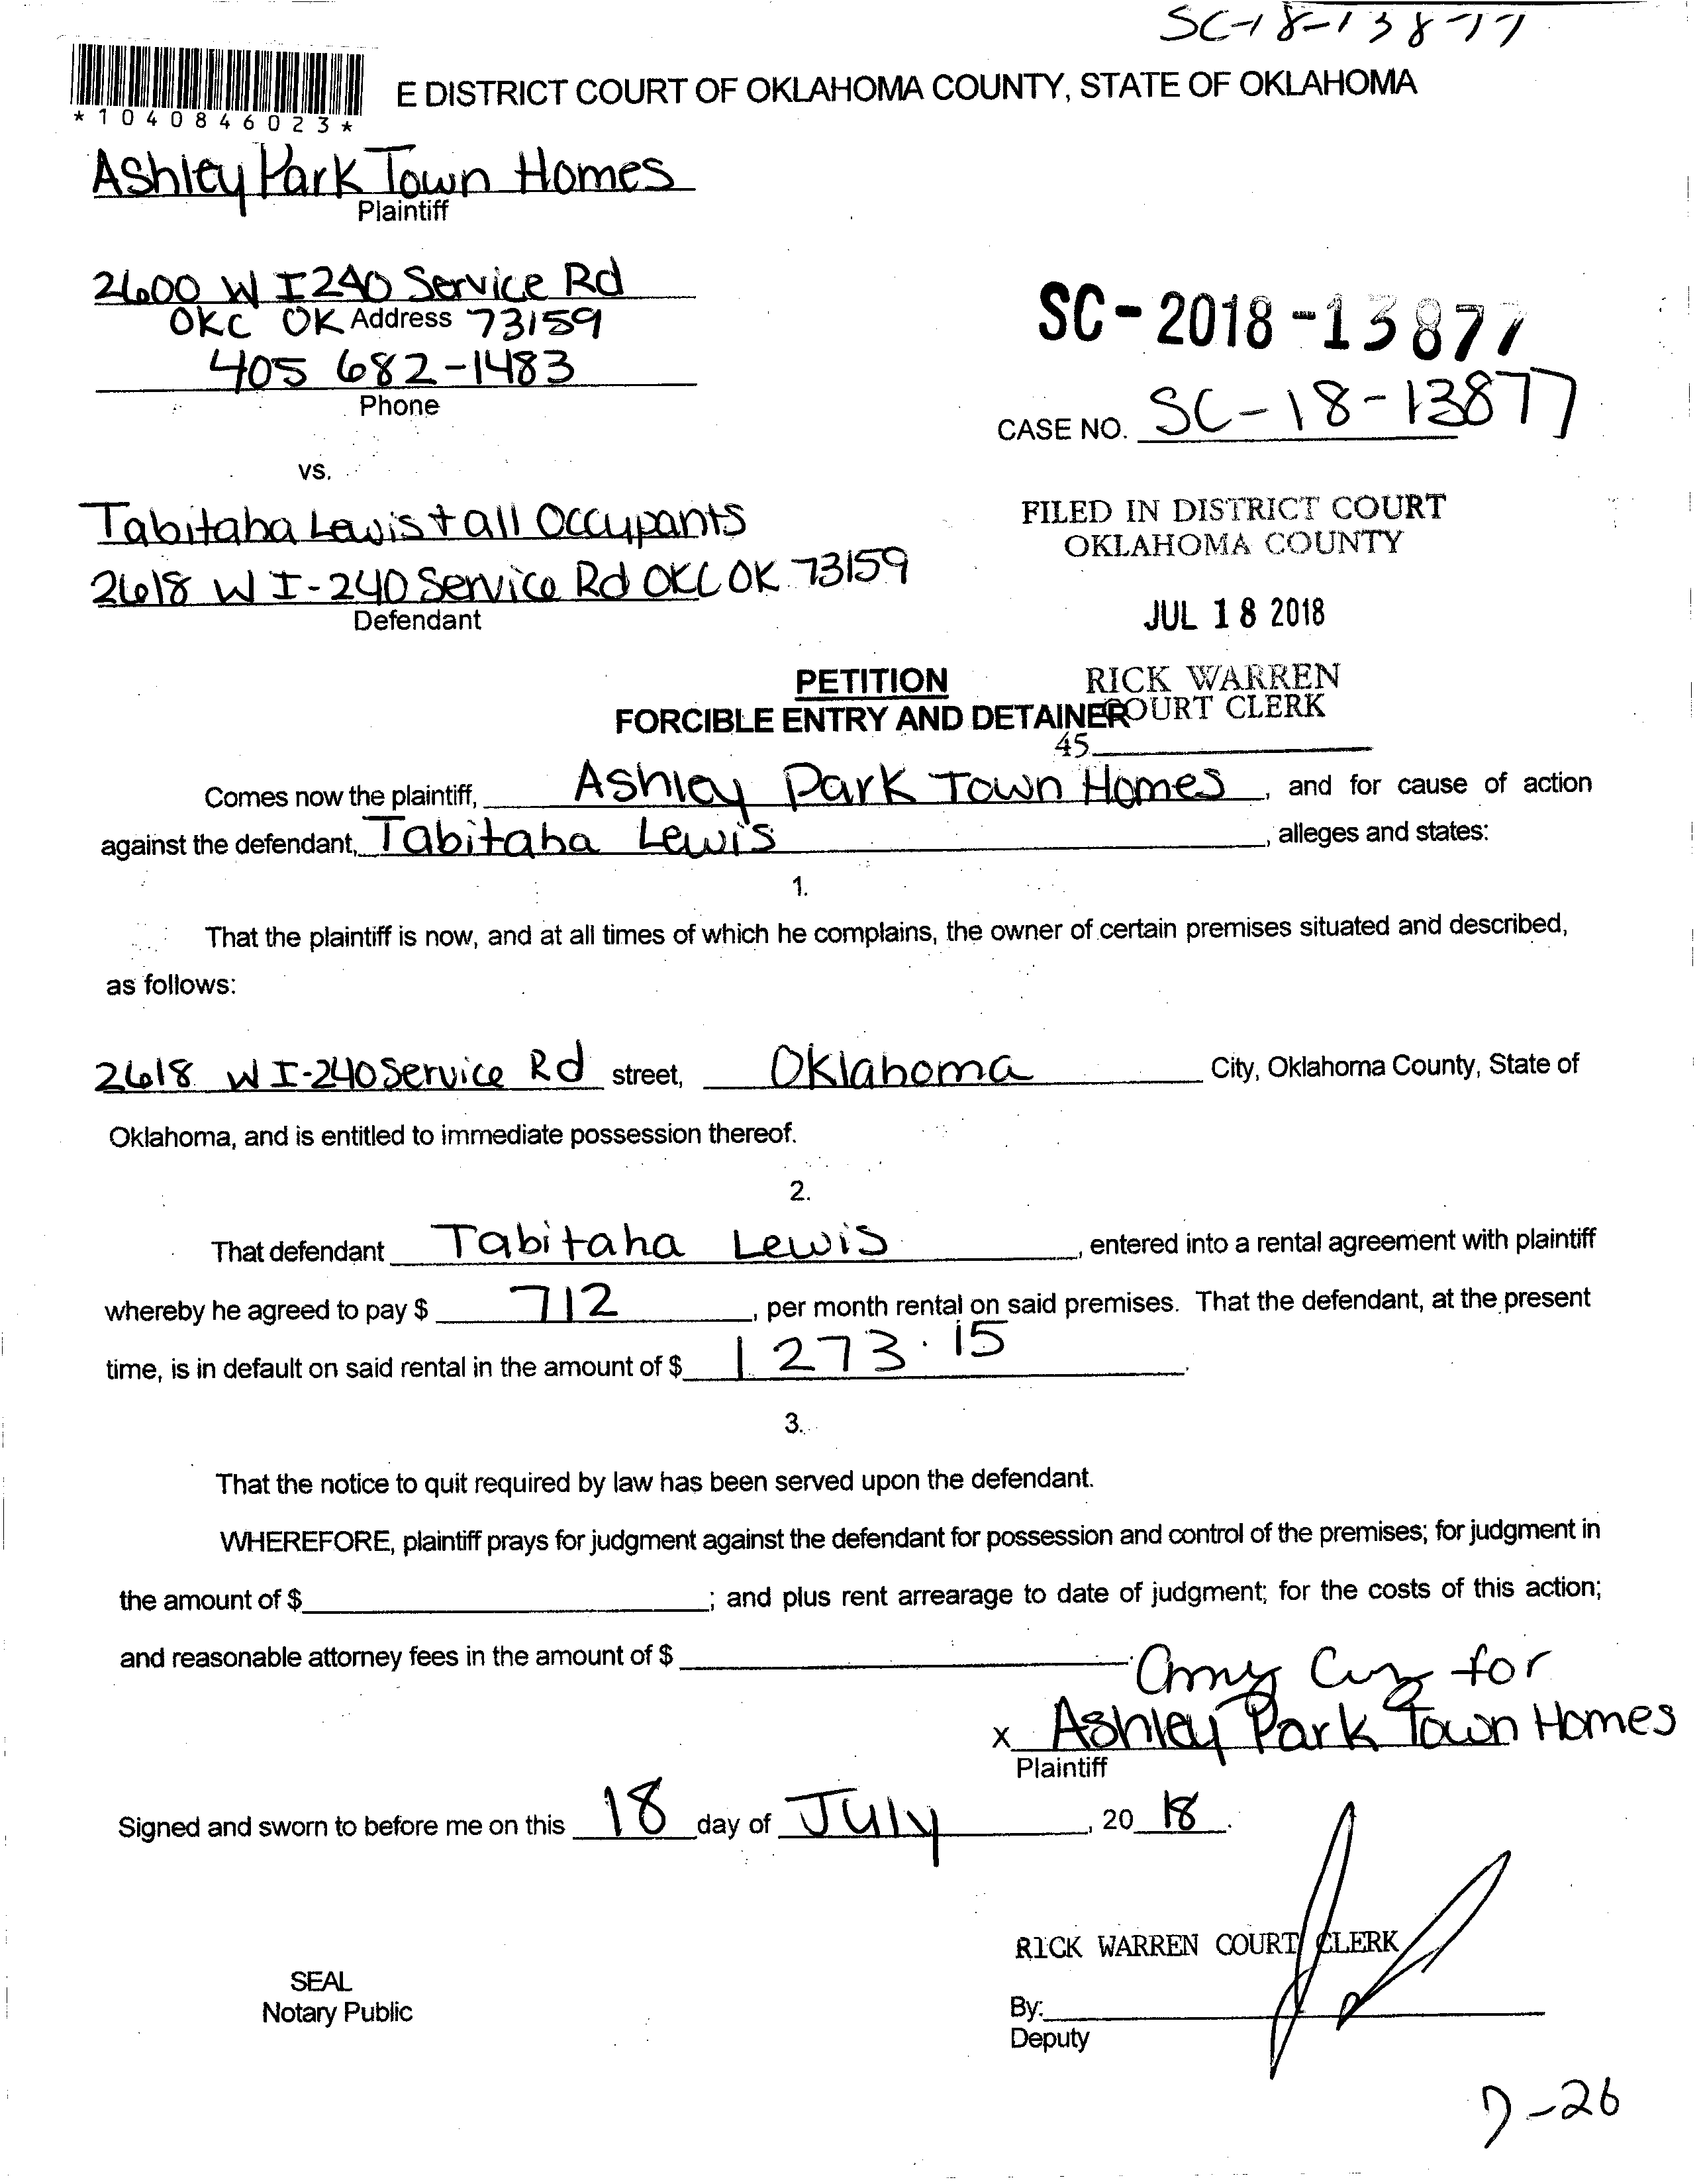 SC-18-13877
*1040846023*
E DISTRICT COURT OF OKLAHOMA COUNTY, STATE OF OKLAHOMA
Ashley Park Town Homes
Plaintiff
2600 W I240 Service Rd
OKC OK Address 73159
405 682-1483
Phone
SC-2018-13877
CASE NO. SC-18-13877
vs.
Tabitaha Lewis + all Occupants
2618 W I-240 Service Rd OKC OK 73159
Defendant
FILED IN DISTRICT COURT
OKLAHOMA COUNTY
JUL 18 2018
RICK WARREN
COURT CLERK
45
PETITION
FORCIBLE ENTRY AND DETAINER
Comes now the plaintiff, Ashley Park Town Homes, and for cause of action
against the defendant, Tabitaha Lewis, alleges and states:
1.
That the plaintiff is now, and at all times of which he complains, the owner of certain premises situated and described,
as follows:
2618 W I-240 Service Rd street, Oklahoma City, Oklahoma County, State of
Oklahoma, and is entitled to immediate possession thereof.
2.
That defendant Tabitaha Lewis, entered into a rental agreement with plaintiff
whereby he agreed to pay $ 712, per month rental on said premises. That the defendant, at the present
time, is in default on said rental in the amount of $ 1273.15.
3.
That the notice to quit required by law has been served upon the defendant.
WHEREFORE, plaintiff prays for judgment against the defendant for possession and control of the premises; for judgment in
the amount of $ ; and plus rent arrearage to date of judgment; for the costs of this action;
and reasonable attorney fees in the amount of $ .
Amy for
x Ashley Park Town Homes
Plaintiff
Signed and sworn to before me on this 18 day of July, 2018.
RICK WARREN COURT CLERK
SEAL
Notary Public
By:
Deputy
D-26